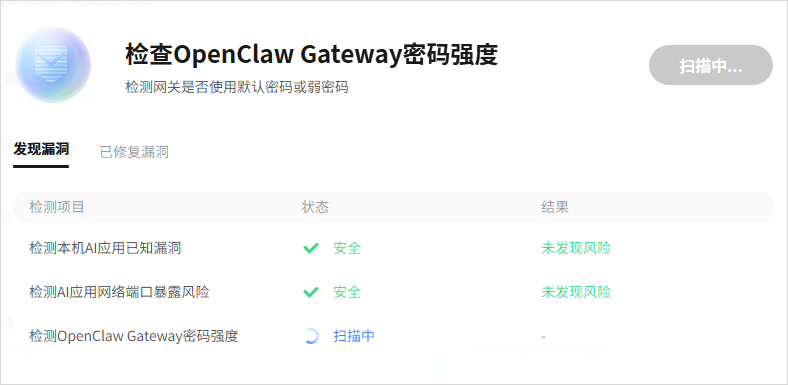 检查OpenClaw Gateway密码强度
检测网关是否使用默认密码或弱密码
扫描中...
发现漏洞 已修复漏洞
检测项目 状态 结果
检测本机AI应用已知漏洞 安全 未发现风险
检测AI应用网络端口暴露风险 安全 未发现风险
检测OpenClaw Gateway密码强度 扫描中 -